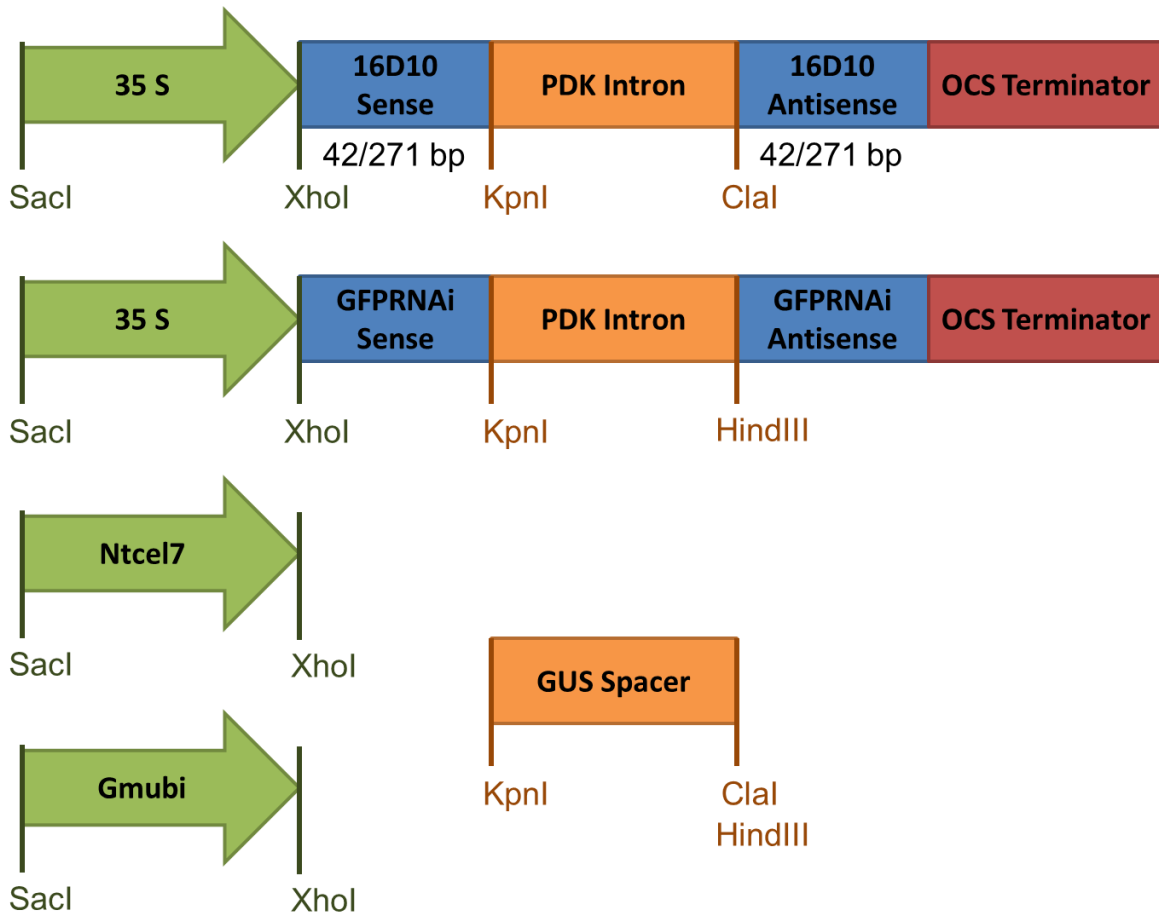 35 S
16D10
Sense
PDK Intron
16D10
Antisense
OCS Terminator
42/271 bp
42/271 bp
SacI
XhoI
KpnI
ClaI
35 S
GFPRNAi
Sense
PDK Intron
GFPRNAi
Antisense
OCS Terminator
SacI
XhoI
KpnI
HindIII
Ntcel7
SacI
XhoI
GUS Spacer
KpnI
ClaI
HindIII
Gmubi
SacI
XhoI